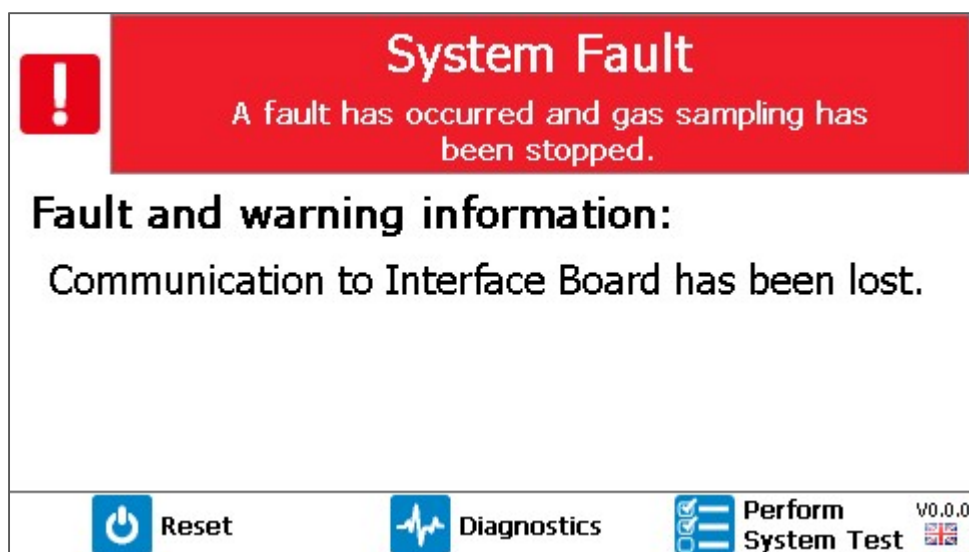 System Fault
A fault has occurred and gas sampling has
been stopped.
Fault and warning information:
Communication to Interface Board has been lost.
Reset
Diagnostics
Perform
System Test
V0.0.0